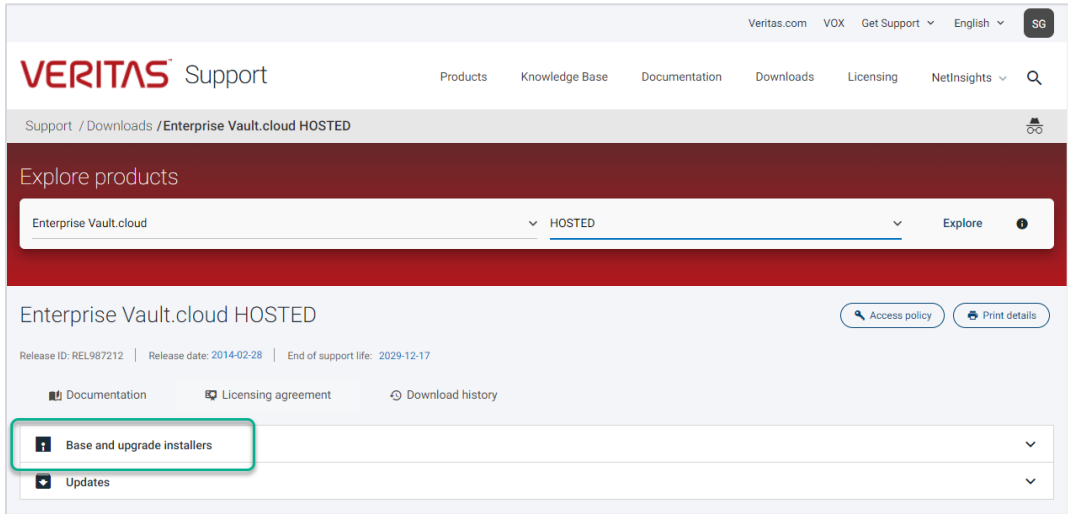 Veritas.com VOX Get Support English SG
VERITAS Support
Products Knowledge Base Documentation Downloads Licensing NetInsights
Support / Downloads / Enterprise Vault.cloud HOSTED
Explore products
Enterprise Vault.cloud HOSTED Explore
Enterprise Vault.cloud HOSTED
Access policy Print details
Release ID: REL987212 | Release date: 2014-02-28 | End of support life: 2029-12-17
Documentation Licensing agreement Download history
Base and upgrade installers
Updates